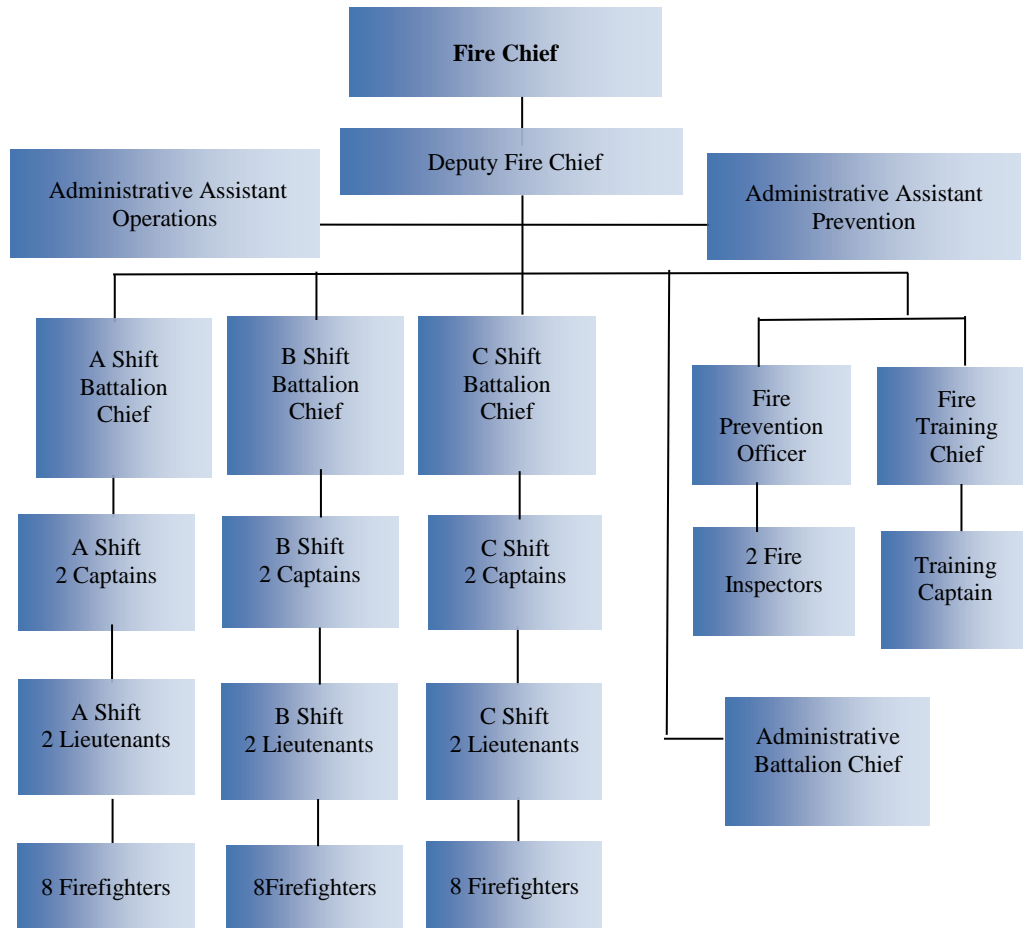 Fire Chief
Deputy Fire Chief
Administrative Assistant
Operations
Administrative Assistant
Prevention
A Shift
Battalion
Chief
B Shift
Battalion
Chief
C Shift
Battalion
Chief
Fire
Prevention
Officer
Fire
Training
Chief
A Shift
2 Captains
B Shift
2 Captains
C Shift
2 Captains
2 Fire
Inspectors
Training
Captain
A Shift
2 Lieutenants
B Shift
2 Lieutenants
C Shift
2 Lieutenants
Administrative
Battalion Chief
8 Firefighters
8Firefighters
8 Firefighters